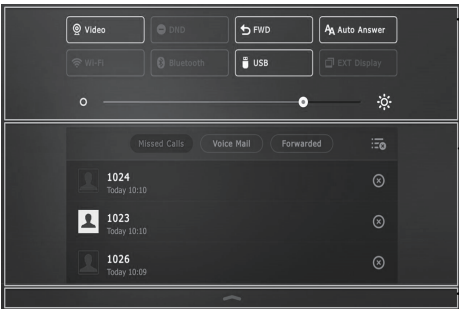 Video DND FWD Auto Answer
Wi-Fi Bluetooth USB EXT Display
Missed Calls Voice Mail Forwarded
1024
Today 10:10
1023
Today 10:10
1026
Today 10:09